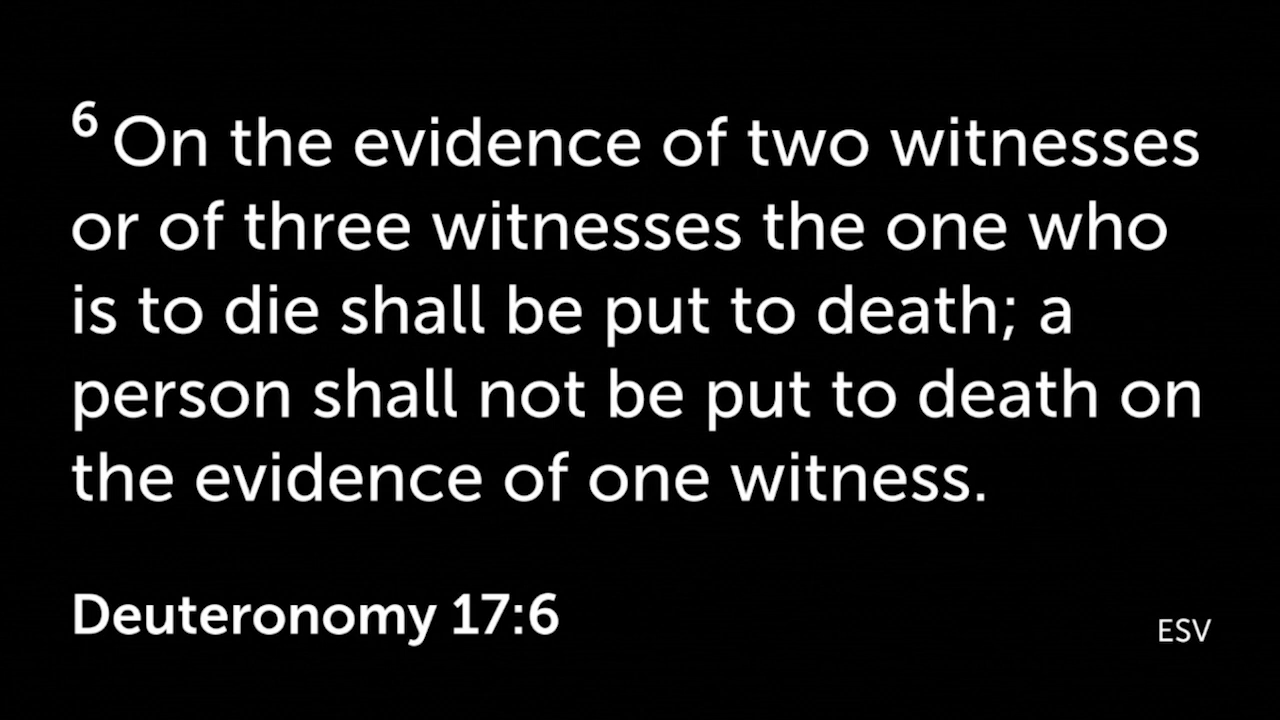 6 On the evidence of two witnesses
or of three witnesses the one who
is to die shall be put to death; a
person shall not be put to death on
the evidence of one witness.
Deuteronomy 17:6
ESV